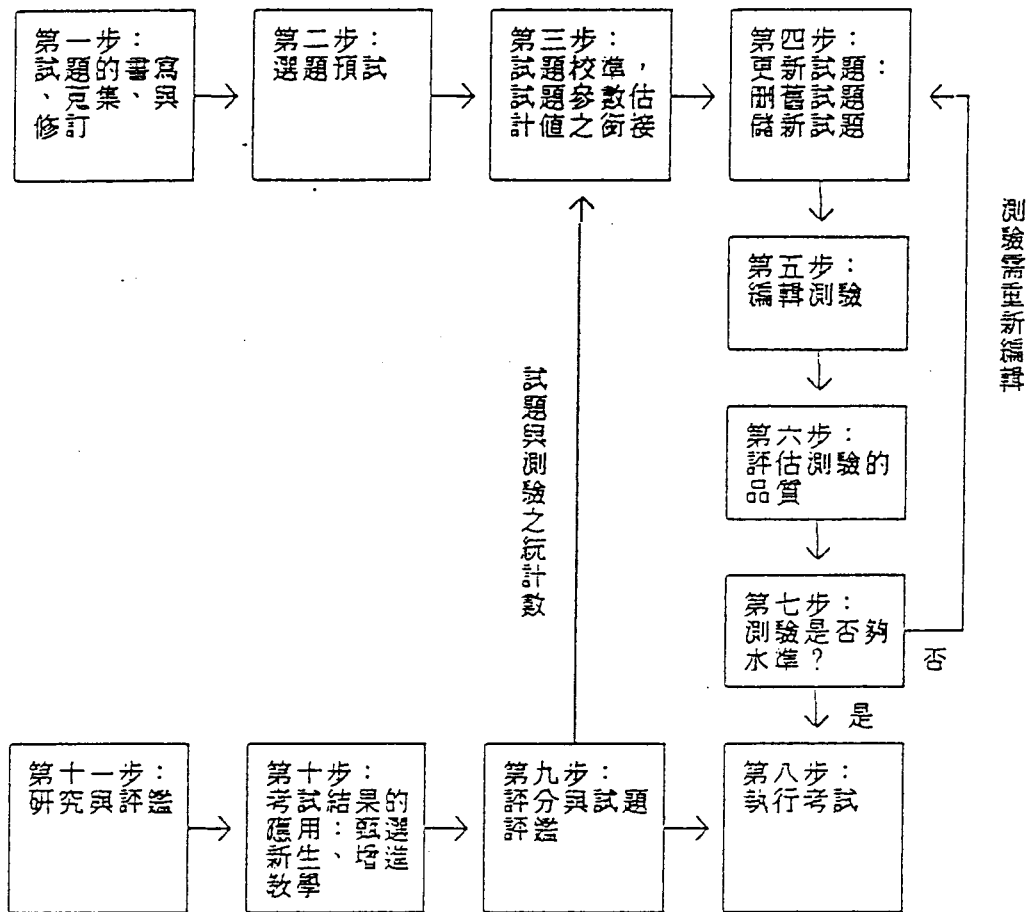 第一步：
試題的書寫
、克集、與
修訂
第二步：
選題預試
第三步：
試題校準，
試題參數估
計值之銜接
第四步：
更新試題：
刪舊試題
儲新試題
第五步：
編輯測驗
第六步：
評估測驗的
品質
第七步：
測驗是否夠
水準？
否
是
測驗需重新編輯
試題與測驗之統計數
第八步：
執行考試
第九步：
評分與試題
評鑑
第十步：
考試結果的
應用：甄選
新生、增進
教學
第十一步：
研究與評鑑